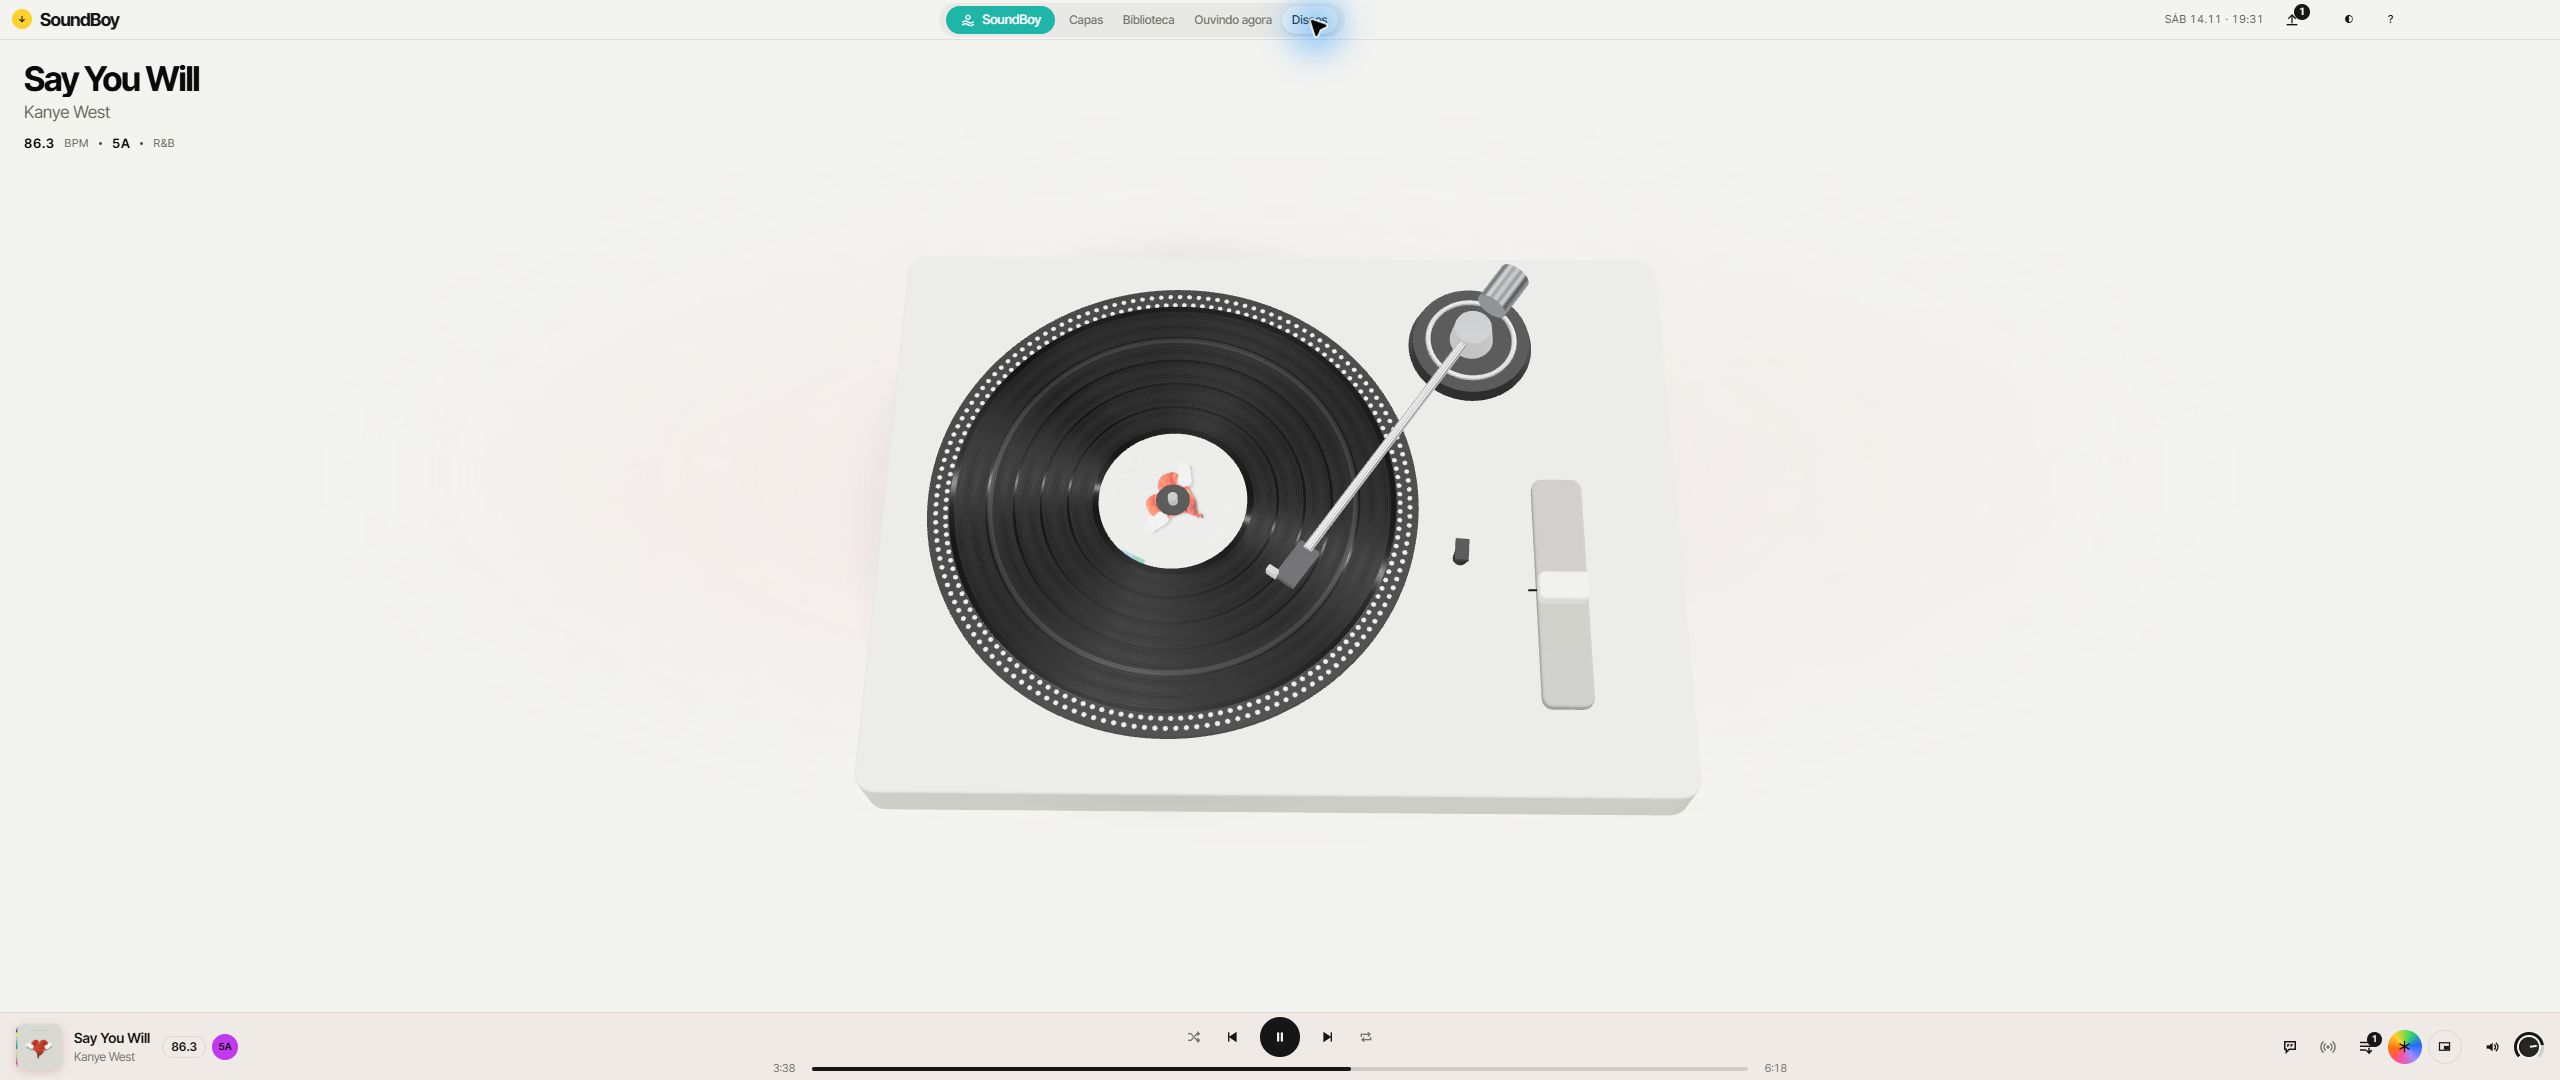 SoundBoy
SoundBoy
Capas
Biblioteca
Ouvindo agora
SÁB 14.11 · 19:31
1
?
Say You Will
Kanye West
86.3 BPM • 5A • R&B
Say You Will
Kanye West
86.3
5A
3:38
6:18
1